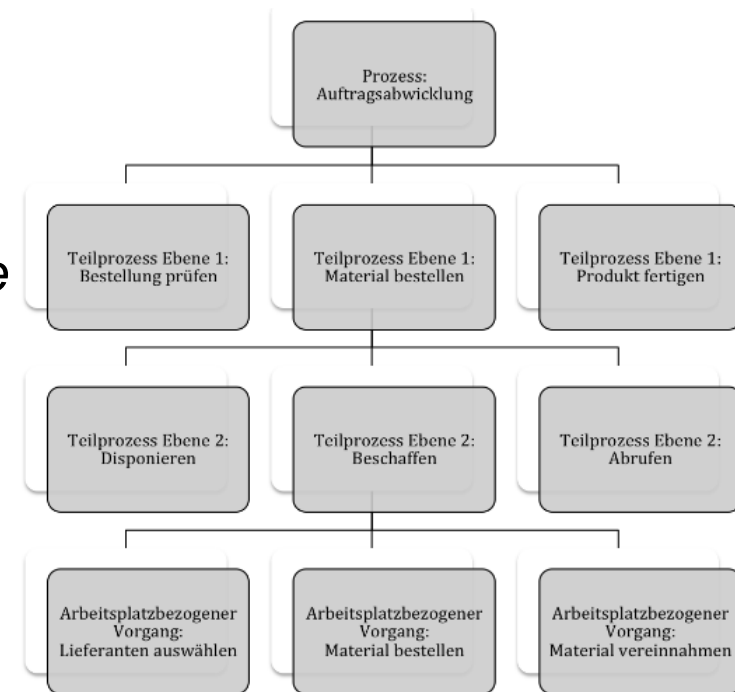 Prozess:
Auftragsabwicklung
Teilprozess Ebene 1:
Bestellung prüfen
Teilprozess Ebene 1:
Material bestellen
Teilprozess Ebene 1:
Produkt fertigen
e
Teilprozess Ebene 2:
Disponieren
Teilprozess Ebene 2:
Beschaffen
Teilprozess Ebene 2:
Abrufen
Arbeitsplatzbezogener
Vorgang:
Lieferanten auswählen
Arbeitsplatzbezogener
Vorgang:
Material bestellen
Arbeitsplatzbezogener
Vorgang:
Material vereinnahmen